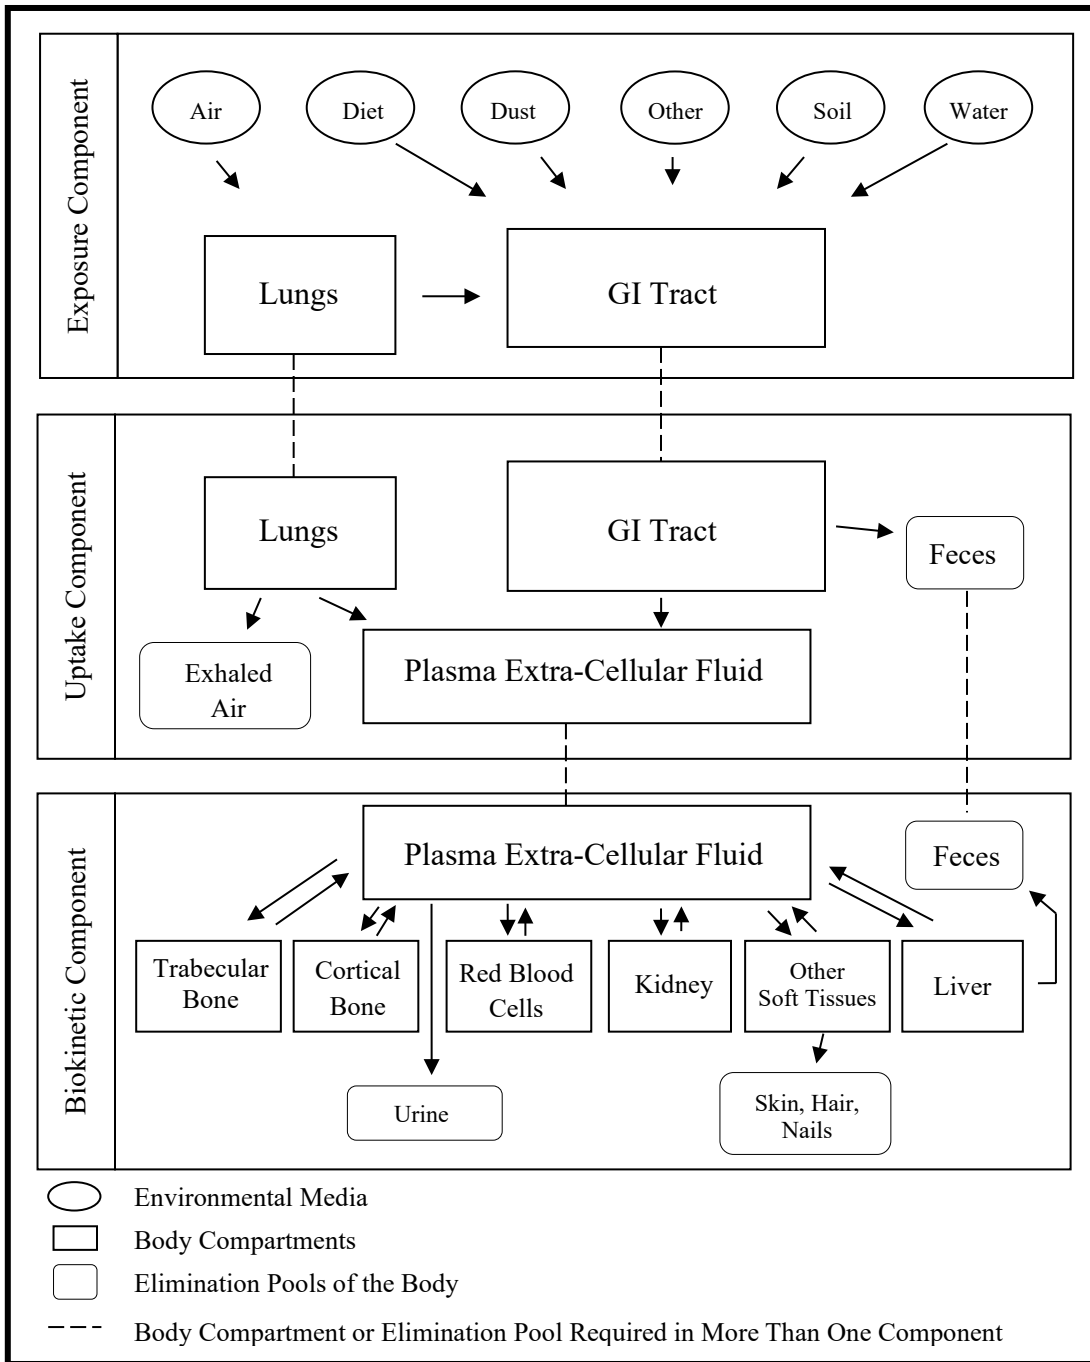 Exposure Component
Air
Diet
Dust
Other
Soil
Water
Lungs
GI Tract
Uptake Component
Lungs
GI Tract
Feces
Exhaled
Air
Plasma Extra-Cellular Fluid
Biokinetic Component
Plasma Extra-Cellular Fluid
Feces
Trabecular
Bone
Cortical
Bone
Red Blood
Cells
Kidney
Other
Soft Tissues
Liver
Urine
Skin, Hair,
Nails
Environmental Media
Body Compartments
Elimination Pools of the Body
Body Compartment or Elimination Pool Required in More Than One Component